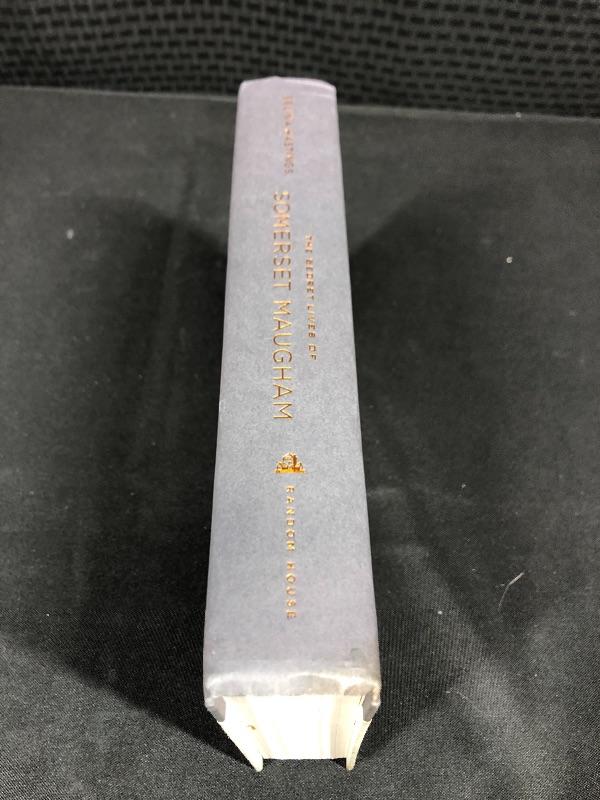 SELINA HASTINGS
THE SECRET LIVES OF
SOMERSET MAUGHAM
RANDOM HOUSE